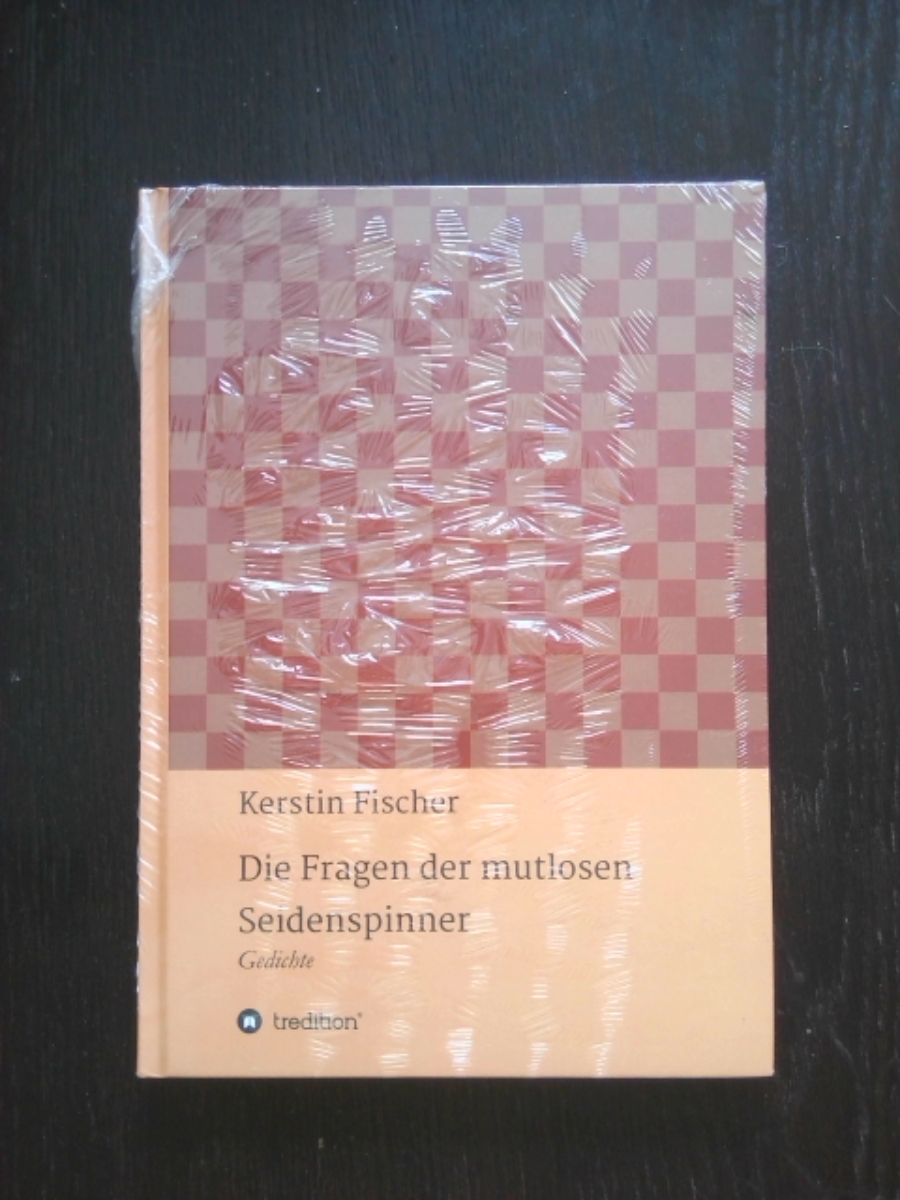 Kerstin Fischer
Die Fragen der mutlosen
Seidenspinner
Gedichte
tredition®